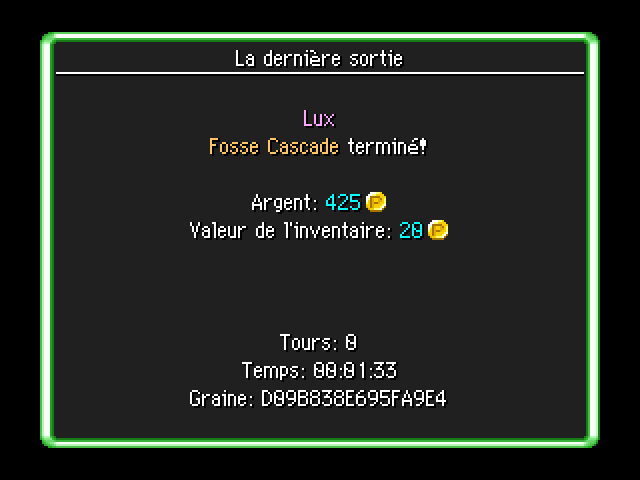 La dernière sortie
Lux
Fosse Cascade terminé!
Argent: 425
Valeur de l'inventaire: 20
Tours: 0
Temps: 00:01:33
Graine: D09B838E695FA9E4